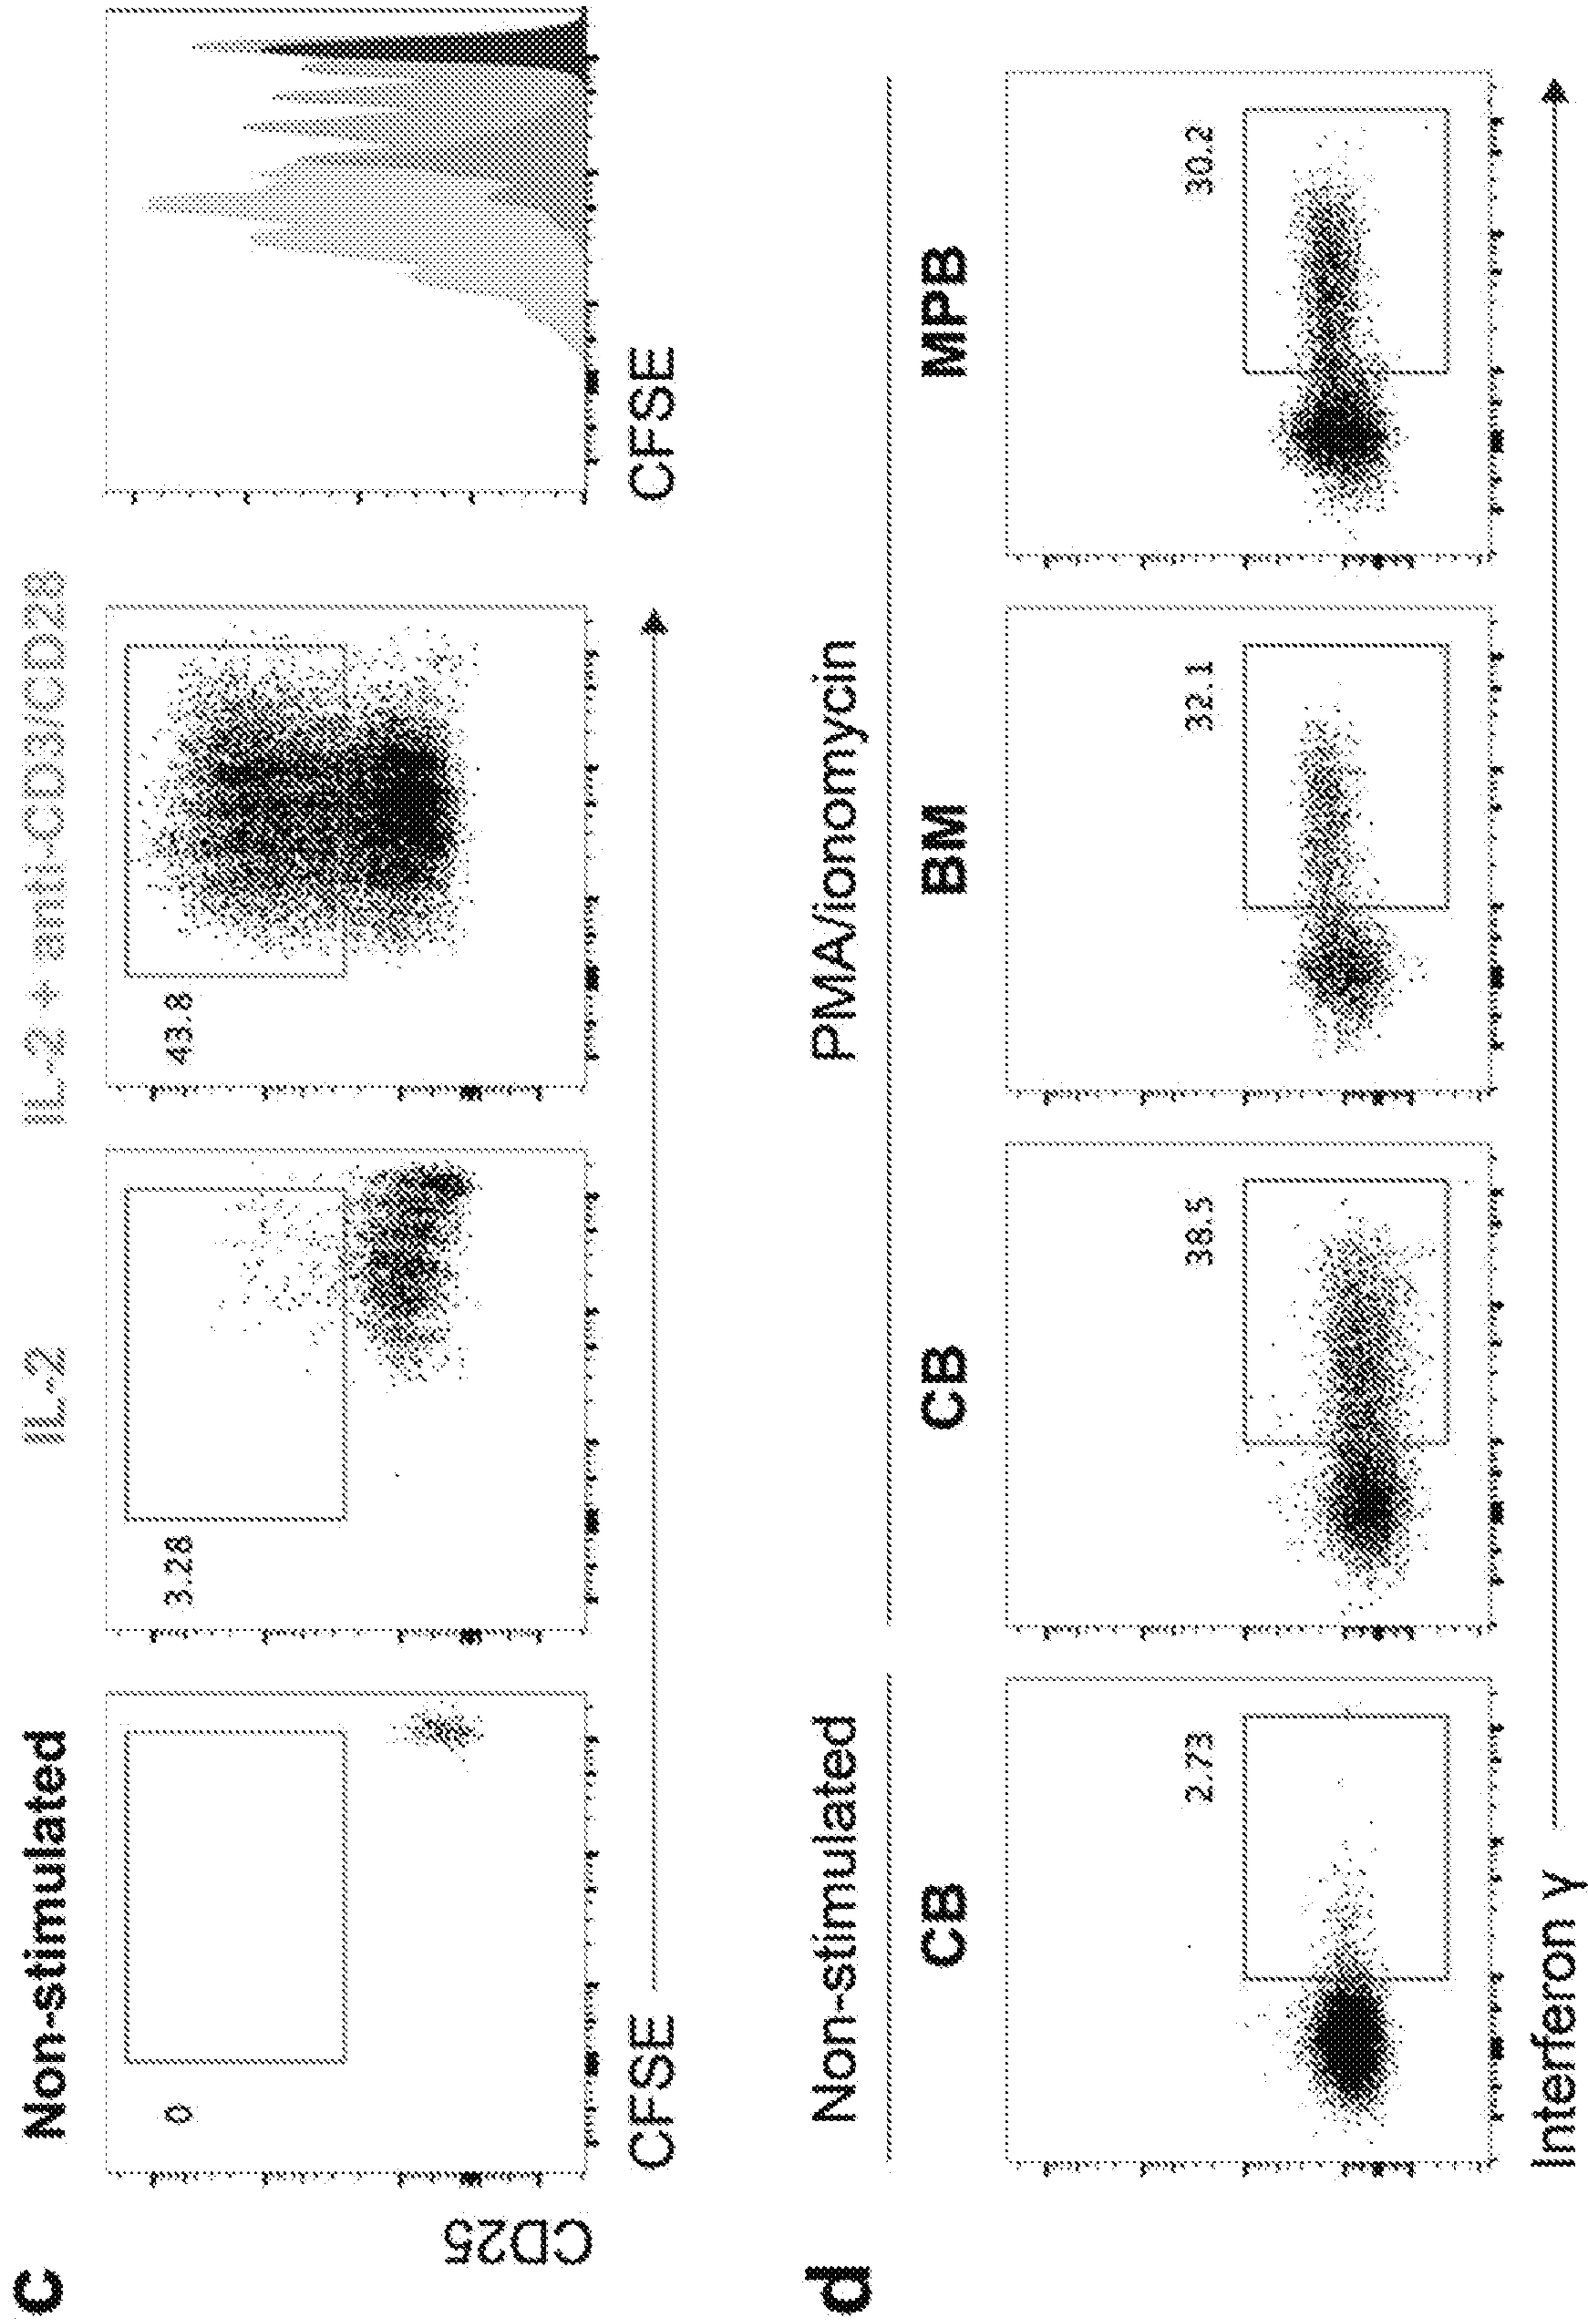 c
Non-stimulated
IL-2
IL-2 + anti-CD3/CD28
0
3.28
43.8
CD25
CFSE
CFSE
d
Non-stimulated
PMA/ionomycin
CB
CB
BM
MPB
2.73
38.5
32.1
30.2
Interferon γ